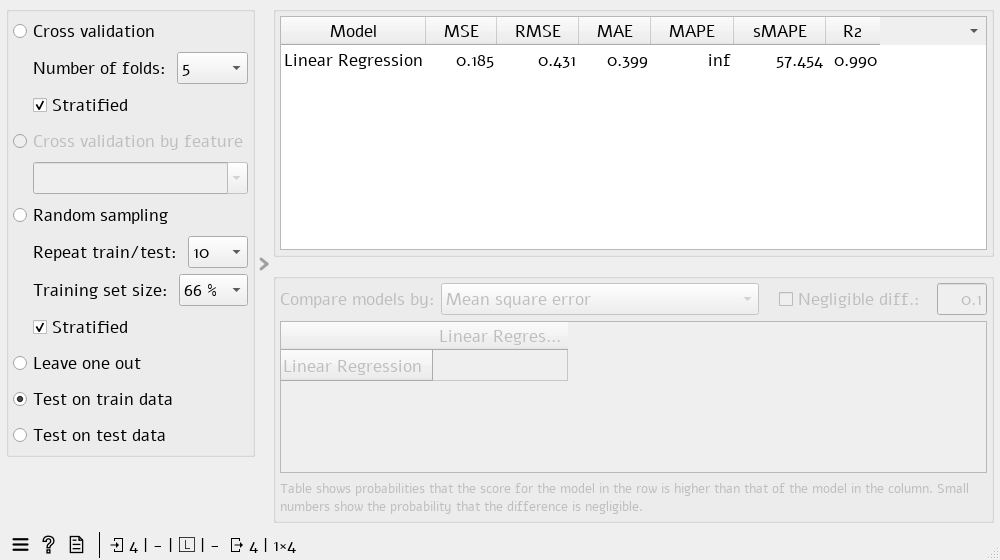 Cross validation
Number of folds: 5
Stratified
Cross validation by feature
Random sampling
Repeat train/test: 10
Training set size: 66 %
Stratified
Leave one out
Test on train data
Test on test data
Model MSE RMSE MAE MAPE sMAPE R2
Linear Regression 0.185 0.431 0.399 inf 57.454 0.990
Compare models by: Mean square error Negligible diff.: 0.1
Linear Regres...
Linear Regression
Table shows probabilities that the score for the model in the row is higher than that of the model in the column. Small
numbers show the probability that the difference is negligible.
? 4 | - | L | - 4 | 1×4